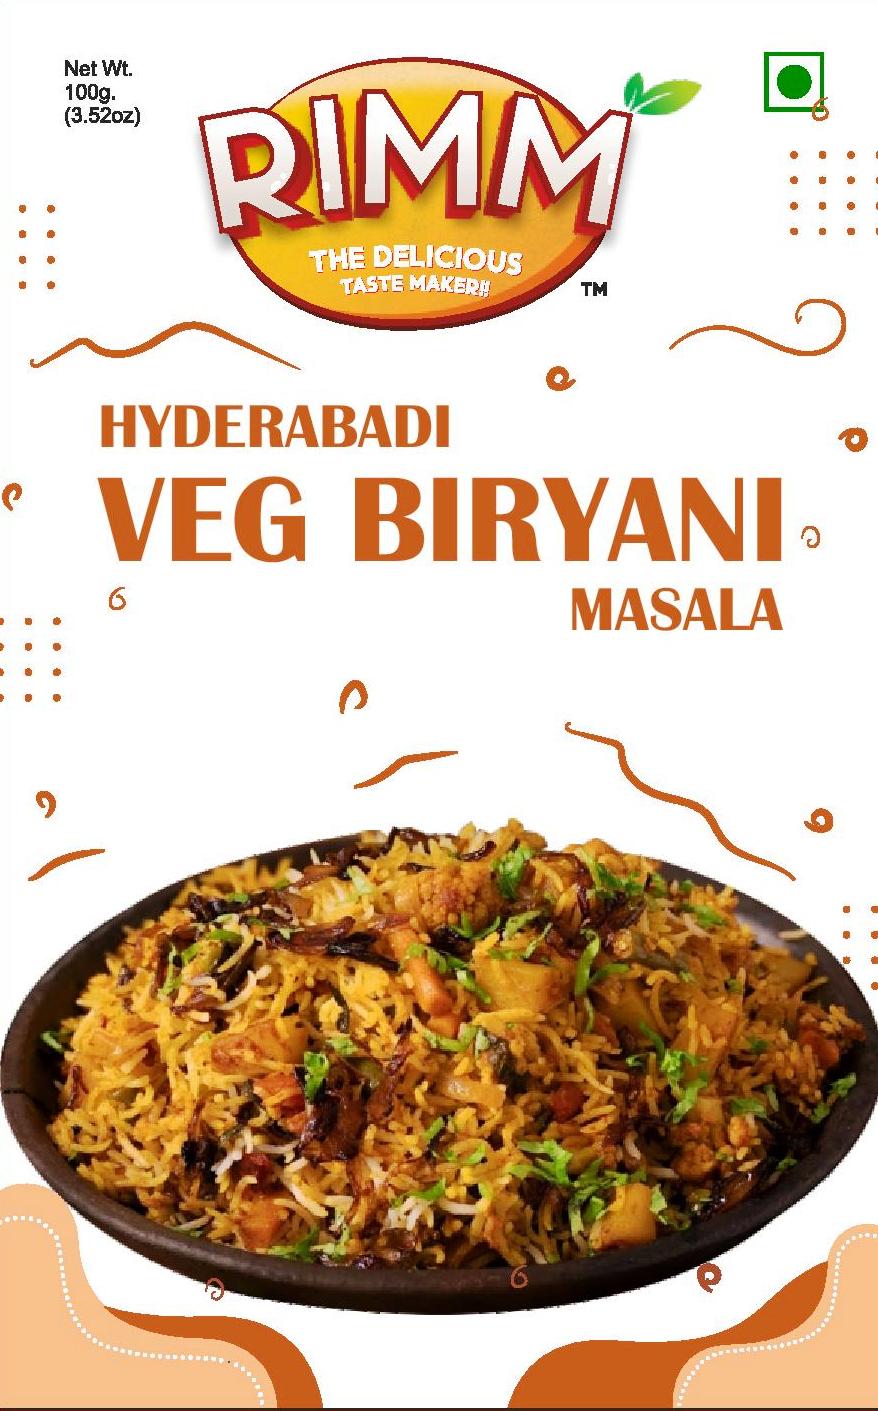 Net Wt.
100g.
(3.52oz)
RIMM
THE DELICIOUS
TASTE MAKER!!
TM
HYDERABADI
VEG BIRYANI
MASALA